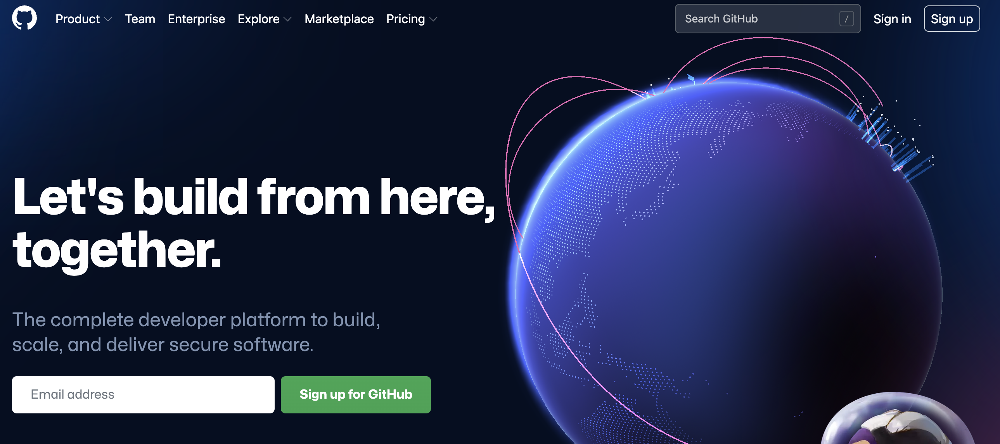 Product Team Enterprise Explore Marketplace Pricing Search GitHub / Sign in Sign up
Let's build from here,
together.
The complete developer platform to build,
scale, and deliver secure software.
Email address Sign up for GitHub